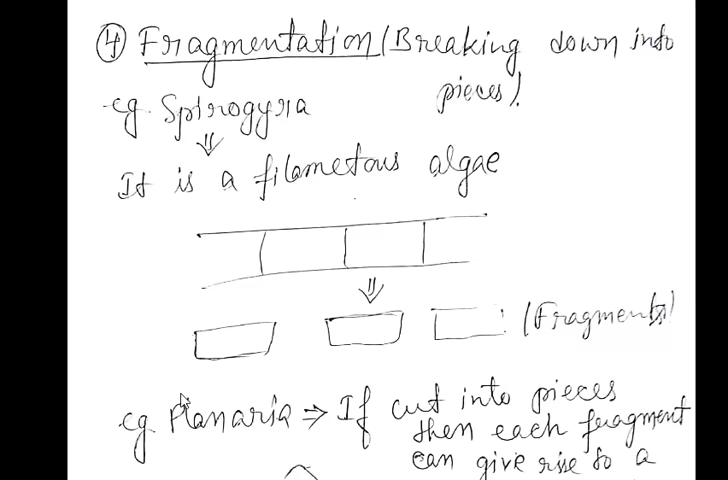 ④ Fragmentation (Breaking down into
pieces).
eg. Spirogyra
It is a filametous algae
(Fragments)
eg. Planaria ⇒ If cut into pieces
then each fragment
can give rise to a